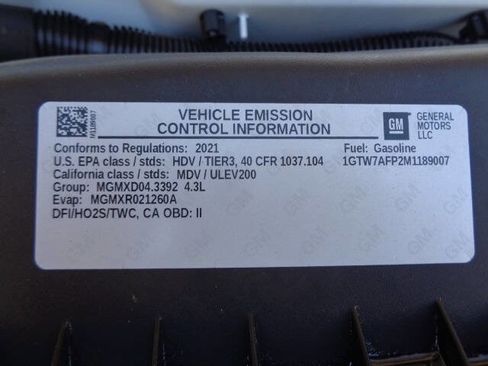 VEHICLE EMISSION
CONTROL INFORMATION
GM
GENERAL
MOTORS
LLC
M1189007
Conforms to Regulations: 2021
Fuel: Gasoline
U.S. EPA class / stds: HDV / TIER3, 40 CFR 1037.104
1GTW7AFP2M1189007
California class / stds: MDV / ULEV200
Group: MGMXD04.3392 4.3L
Evap: MGMXR021260A
DFI/HO2S/TWC, CA OBD: II